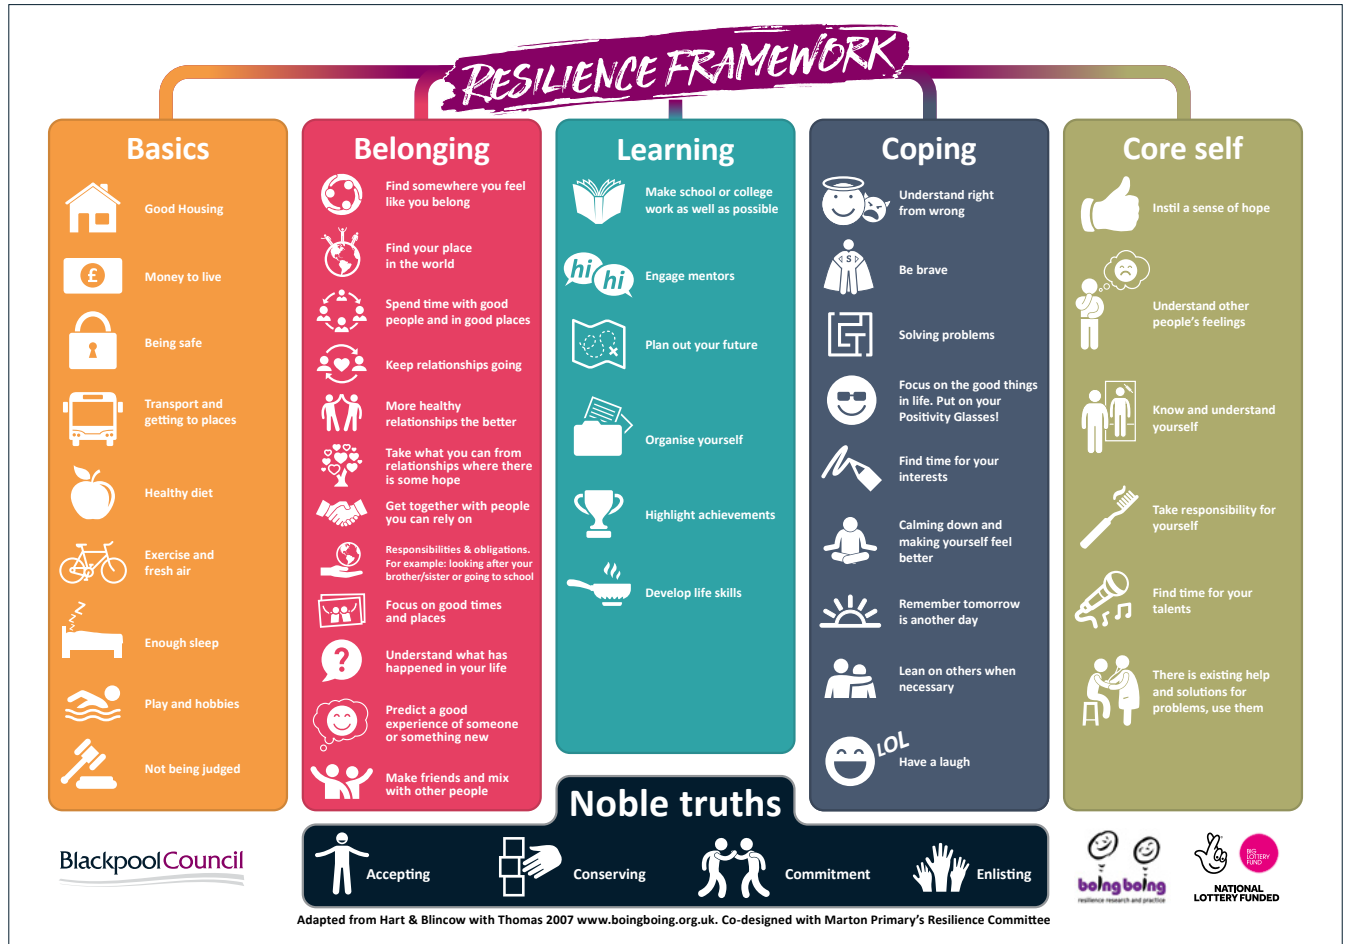 RESILIENCE FRAMEWORK
Basics
Good Housing
£
Money to live
Being safe
Transport and
getting to places
Healthy diet
Exercise and
fresh air
z
z
z
Enough sleep
Play and hobbies
Not being judged
Belonging
Find somewhere you feel
like you belong
Find your place
in the world
Spend time with good
people and in good places
Keep relationships going
More healthy
relationships the better
Take what you can from
relationships where there
is some hope
Get together with people
you can rely on
Responsibilities & obligations.
For example: looking after your
brother/sister or going to school
Focus on good times
and places
?
Understand what has
happened in your life
Predict a good
experience of someone
or something new
Make friends and mix
with other people
Learning
Make school or college
work as well as possible
hi hi
Engage mentors
Plan out your future
Organise yourself
Highlight achievements
Develop life skills
Coping
Understand right
from wrong
S
Be brave
Solving problems
Focus on the good things
in life. Put on your
Positivity Glasses!
Find time for your
interests
Calming down and
making yourself feel
better
Remember tomorrow
is another day
Lean on others when
necessary
LOL
Have a laugh
Core self
Instil a sense of hope
Understand other
people's feelings
Know and understand
yourself
Take responsibility for
yourself
Find time for your
talents
There is existing help
and solutions for
problems, use them
Noble truths
Accepting
Conserving
Commitment
Enlisting
BlackpoolCouncil
boingboing
resilience research and practice
BIG
LOTTERY
FUND
NATIONAL
LOTTERY FUNDED
Adapted from Hart & Blincow with Thomas 2007 www.boingboing.org.uk. Co-designed with Marton Primary's Resilience Committee